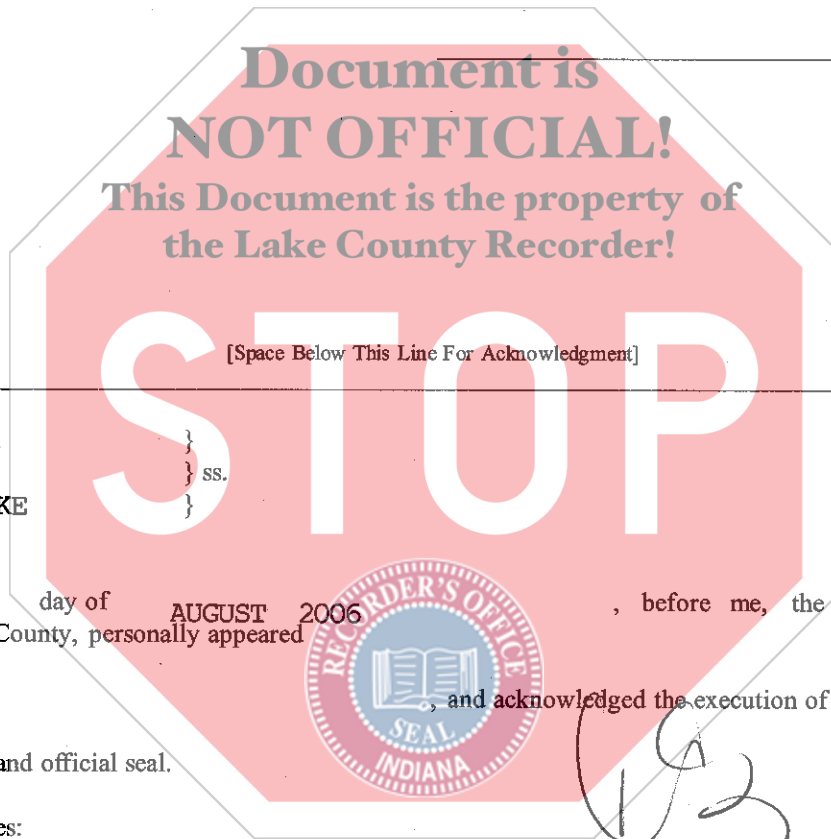 Document is
NOT OFFICIAL!
This Document is the property of
the Lake County Recorder!
STOP
[Space Below This Line For Acknowledgment]
}
} ss.
KE }
day of AUGUST 2006 , before me, the
County, personally appeared
RECORDER'S OFFICE
SEAL
INDIANA
, and acknowledged the execution of
and official seal.
es: